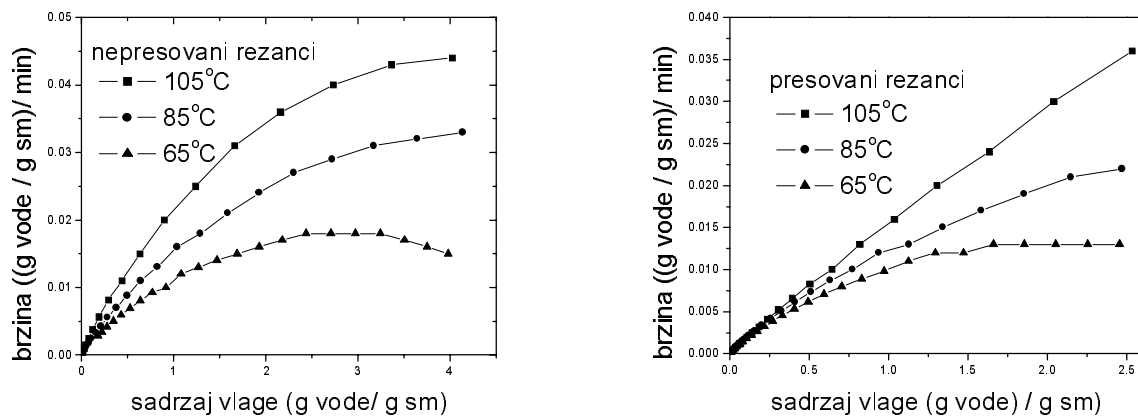 0.05
0.04
0.03
0.02
0.01
0.00
brzina ((g vode / g sm)/ min)
nepresovani rezanci
105°C
85°C
65°C
0 1 2 3 4
sadrzaj vlage (g vode/ g sm)
0.040
0.035
0.030
0.025
0.020
0.015
0.010
0.005
0.000
brzina ((g vode / g sm)/ min)
presovani rezanci
105°C
85°C
65°C
0.0 0.5 1.0 1.5 2.0 2.5
sadrzaj vlage (g vode) / g sm)